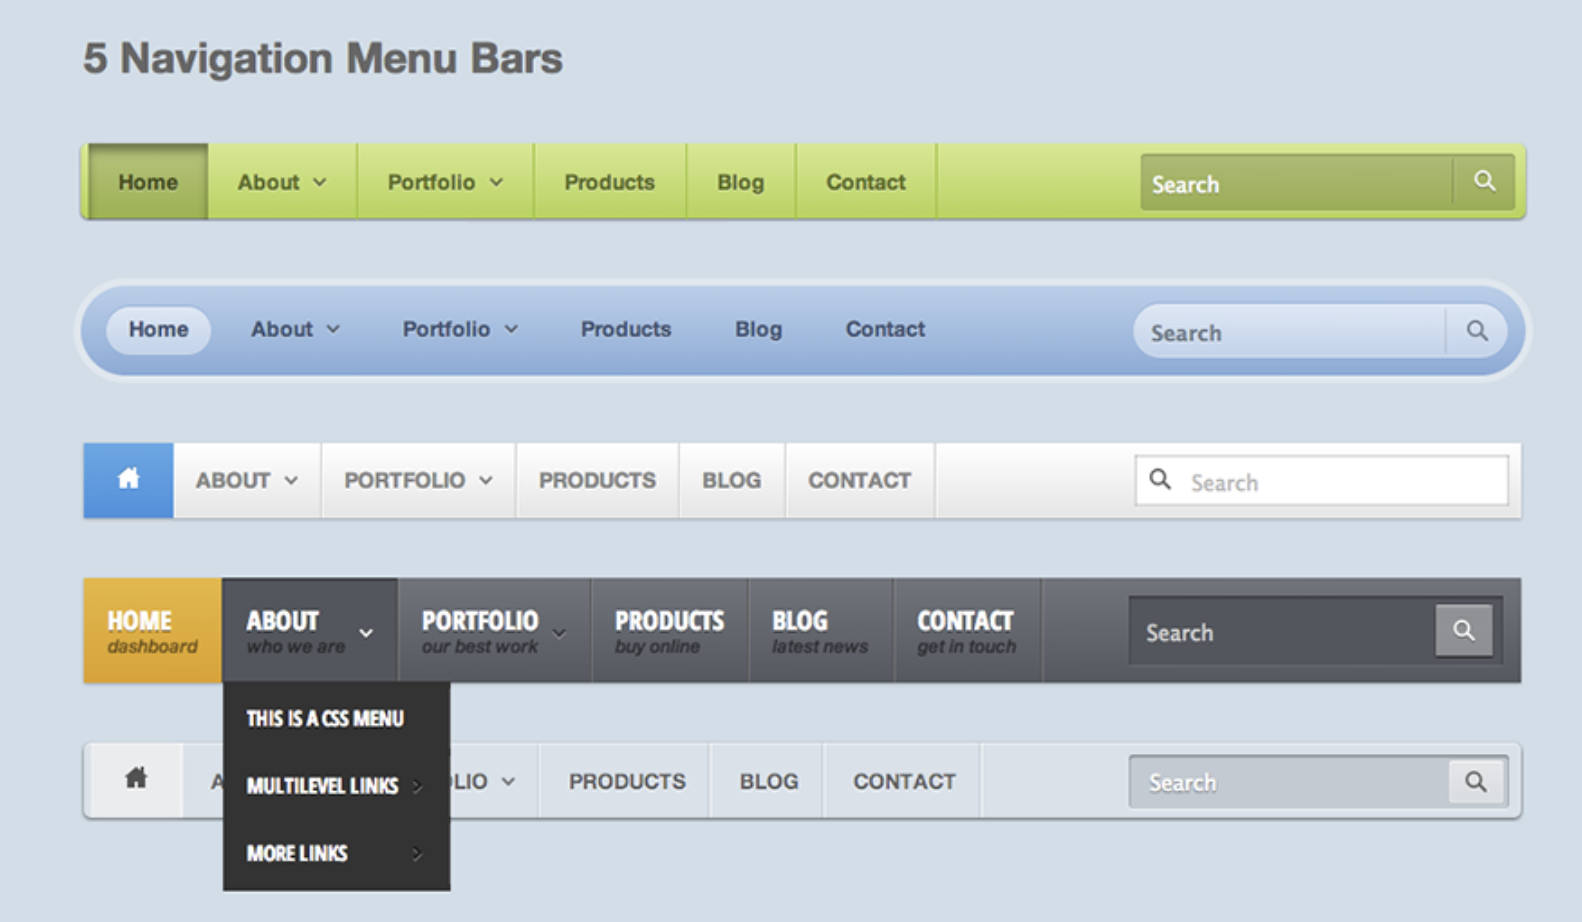 5 Navigation Menu Bars
Home About Portfolio Products Blog Contact Search
Home About Portfolio Products Blog Contact Search
ABOUT PORTFOLIO PRODUCTS BLOG CONTACT Search
HOME ABOUT PORTFOLIO PRODUCTS BLOG CONTACT Search
dashboard who we are our best work buy online latest news get in touch
THIS IS A CSS MENU
MULTILEVEL LINKS
PRODUCTS BLOG CONTACT Search
MORE LINKS